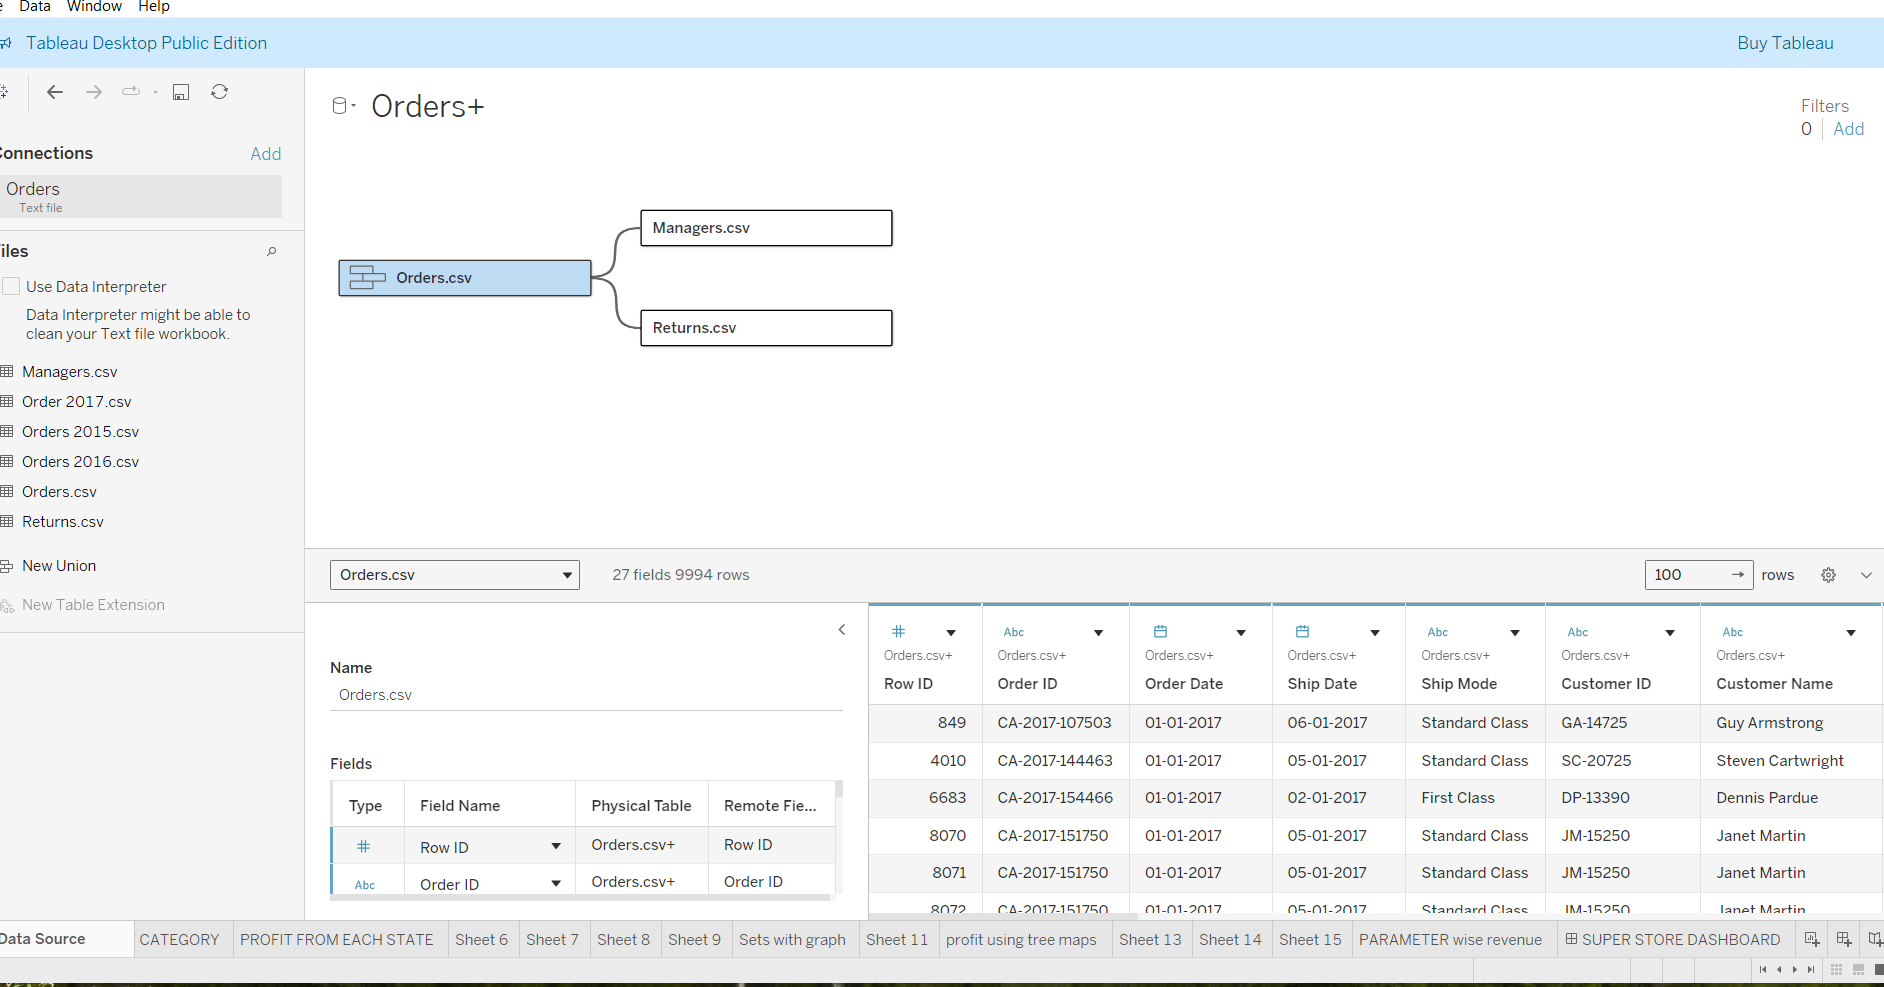 Data Window Help
Tableau Desktop Public Edition
Buy Tableau
Connections Add
Orders
Text file
Files
Use Data Interpreter
Data Interpreter might be able to
clean your Text file workbook.
Managers.csv
Order 2017.csv
Orders 2015.csv
Orders 2016.csv
Orders.csv
Returns.csv
New Union
New Table Extension
Orders+
Filters
0 Add
Managers.csv
Orders.csv
Returns.csv
Orders.csv 27 fields 9994 rows 100 → rows
Name
Orders.csv
Fields
Type Field Name Physical Table Remote Fie...
# Row ID Orders.csv+ Row ID
Abc Order ID Orders.csv+ Order ID
# Abc Abc Abc Abc
Orders.csv+ Orders.csv+ Orders.csv+ Orders.csv+ Orders.csv+ Orders.csv+ Orders.csv+
Row ID Order ID Order Date Ship Date Ship Mode Customer ID Customer Name
849 CA-2017-107503 01-01-2017 06-01-2017 Standard Class GA-14725 Guy Armstrong
4010 CA-2017-144463 01-01-2017 05-01-2017 Standard Class SC-20725 Steven Cartwright
6683 CA-2017-154466 01-01-2017 02-01-2017 First Class DP-13390 Dennis Pardue
8070 CA-2017-151750 01-01-2017 05-01-2017 Standard Class JM-15250 Janet Martin
8071 CA-2017-151750 01-01-2017 05-01-2017 Standard Class JM-15250 Janet Martin
8072 CA-2017-151750 01-01-2017 05-01-2017 Standard Class JM-15250 Janet Martin
Data Source CATEGORY PROFIT FROM EACH STATE Sheet 6 Sheet 7 Sheet 8 Sheet 9 Sets with graph Sheet 11 profit using tree maps Sheet 13 Sheet 14 Sheet 15 PARAMETER wise revenue SUPER STORE DASHBOARD